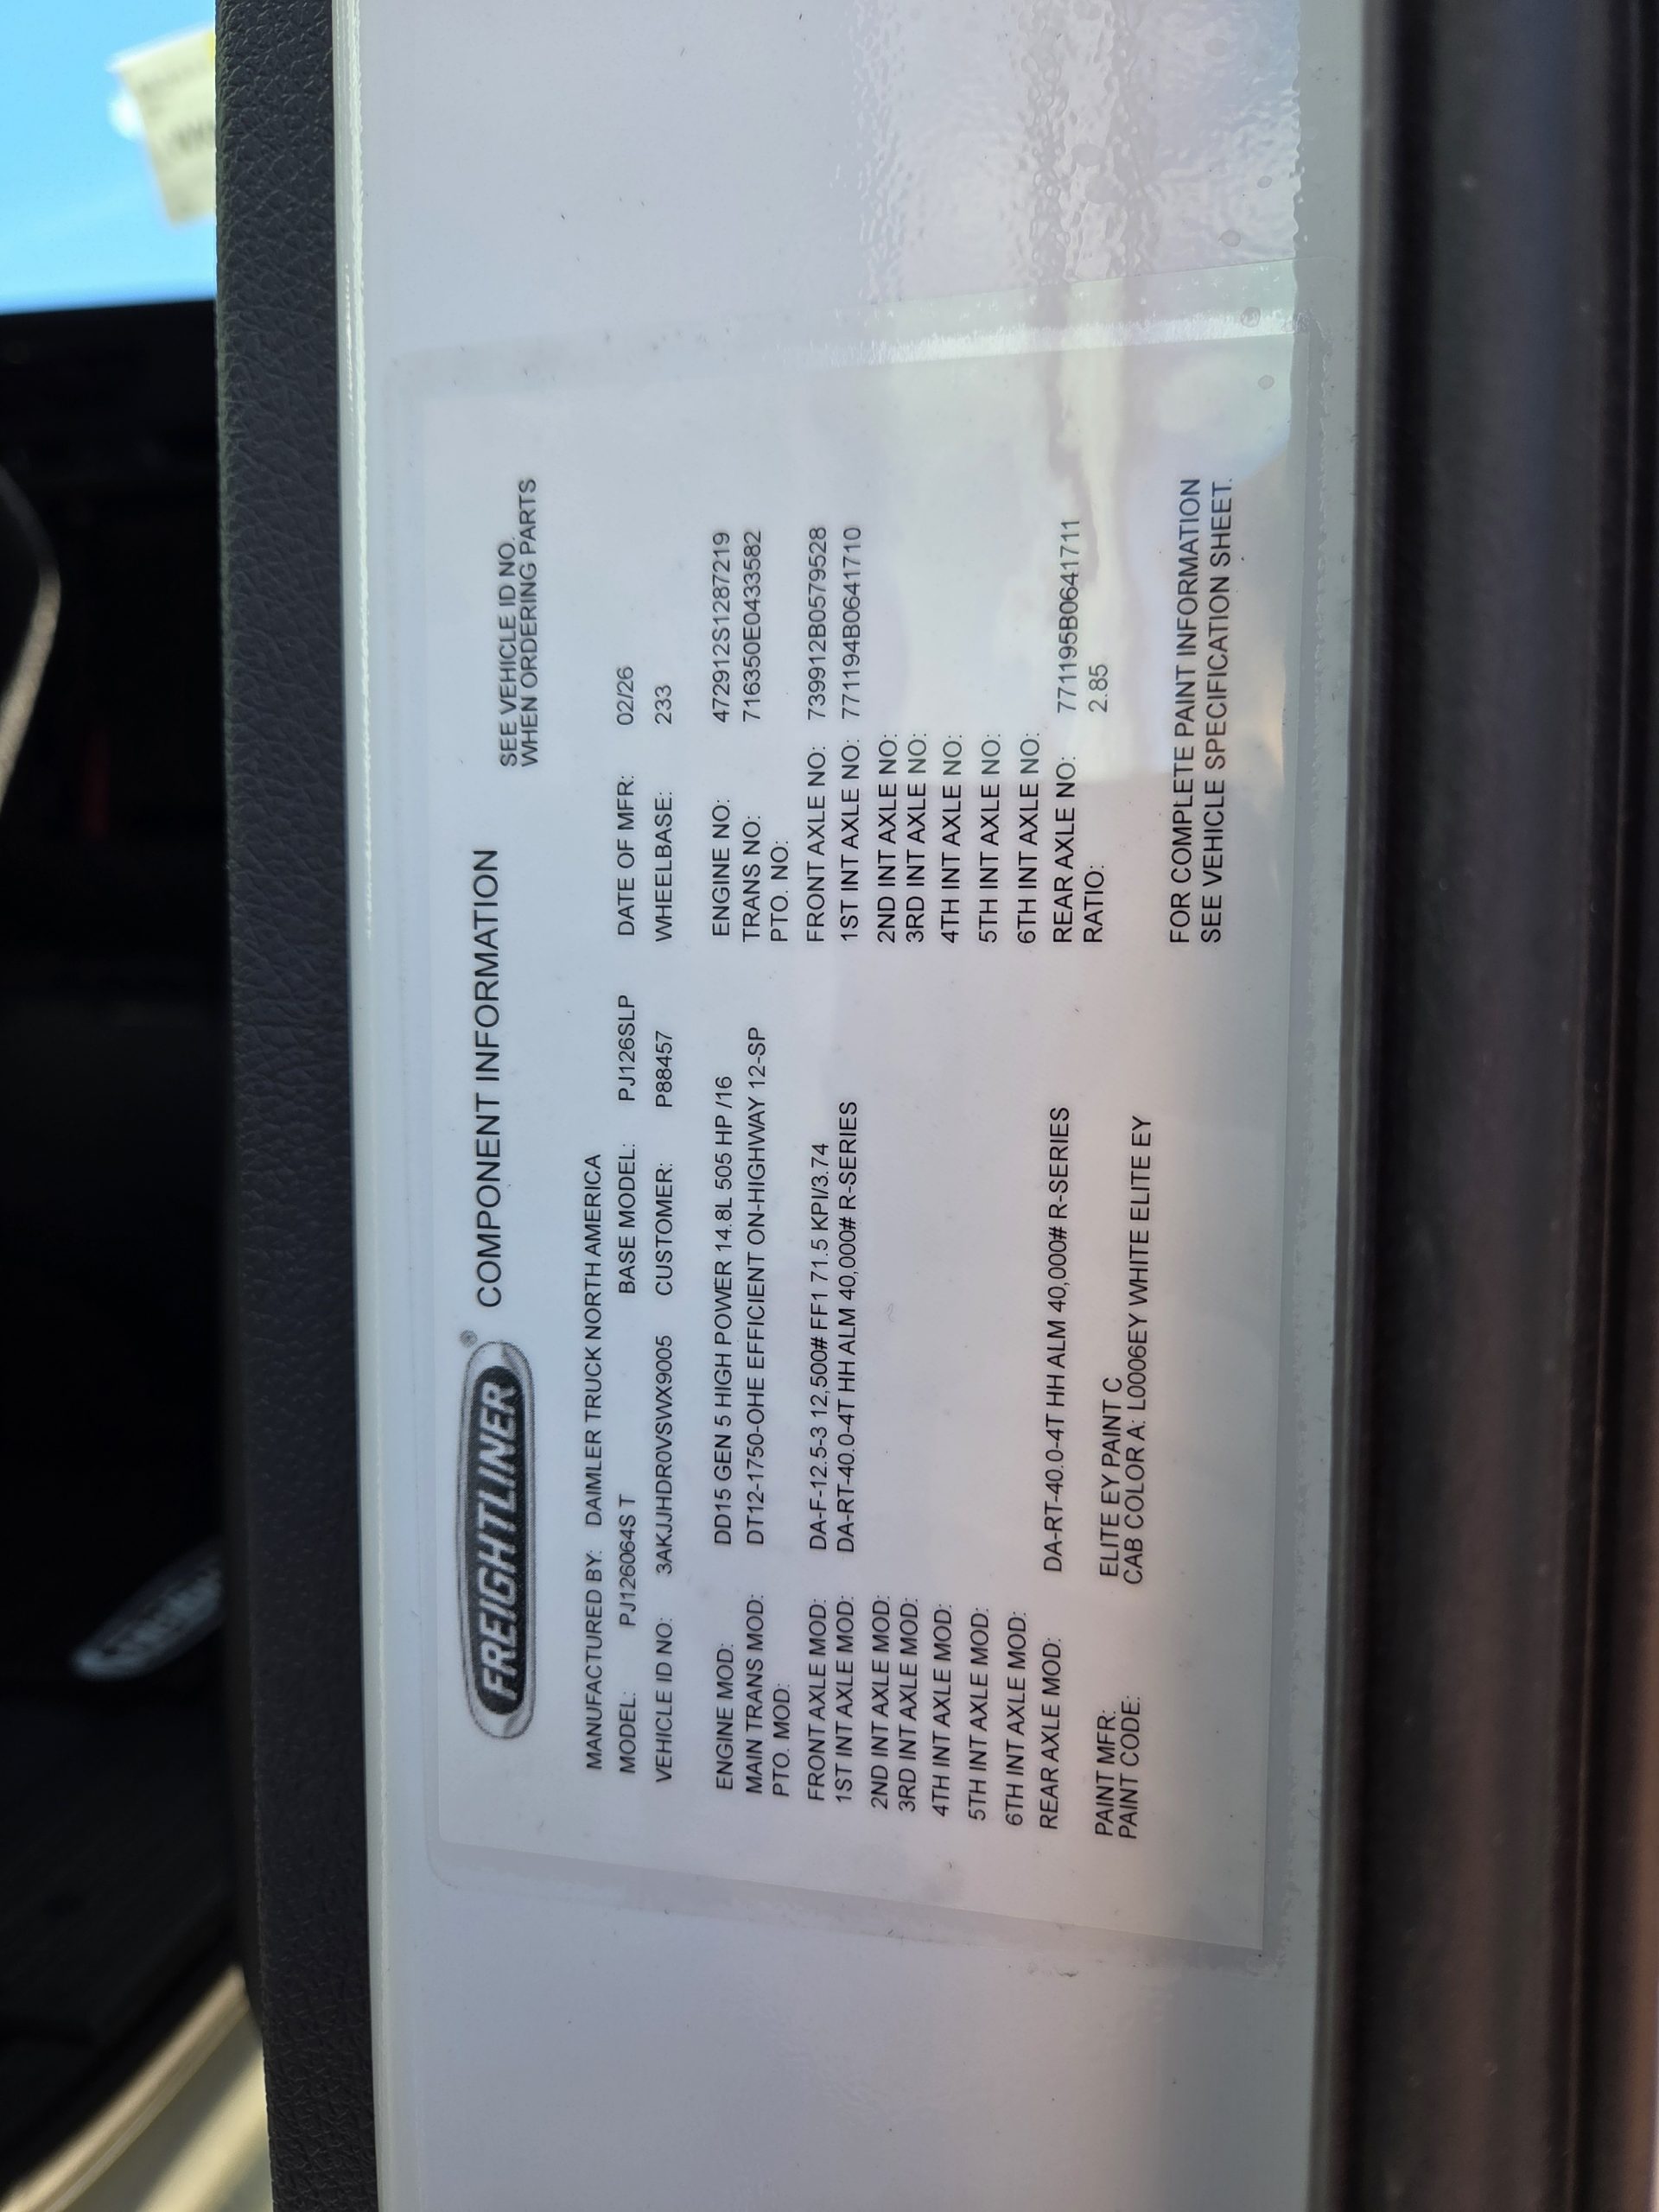 FREIGHTLINER®
COMPONENT INFORMATION
SEE VEHICLE ID NO.
WHEN ORDERING PARTS
MANUFACTURED BY: DAIMLER TRUCK NORTH AMERICA
MODEL: PJ126064S T BASE MODEL: PJ126SLP DATE OF MFR: 02/26
VEHICLE ID NO: 3AKJJHDR0VSWX9005 CUSTOMER: P88457 WHEELBASE: 233
ENGINE MOD: DD15 GEN 5 HIGH POWER 14.8L 505 HP /16 ENGINE NO: 472912S1287219
MAIN TRANS MOD: DT12-1750-OHE EFFICIENT ON-HIGHWAY 12-SP TRANS NO: 716350E0433582
PTO. MOD: PTO. NO:
FRONT AXLE MOD: DA-F-12.5-3 12,500# FF1 71.5 KPI/3.74 FRONT AXLE NO: 739912B0579528
1ST INT AXLE MOD: DA-RT-40.0-4T HH ALM 40,000# R-SERIES 1ST INT AXLE NO: 771194B0641710
2ND INT AXLE MOD: 2ND INT AXLE NO:
3RD INT AXLE MOD: 3RD INT AXLE NO:
4TH INT AXLE MOD: 4TH INT AXLE NO:
5TH INT AXLE MOD: 5TH INT AXLE NO:
6TH INT AXLE MOD: 6TH INT AXLE NO:
REAR AXLE MOD: DA-RT-40.0-4T HH ALM 40,000# R-SERIES REAR AXLE NO: 771195B0641711
RATIO: 2.85
PAINT MFR: ELITE EY PAINT C
PAINT CODE: CAB COLOR A: L0006EY WHITE ELITE EY
FOR COMPLETE PAINT INFORMATION
SEE VEHICLE SPECIFICATION SHEET.